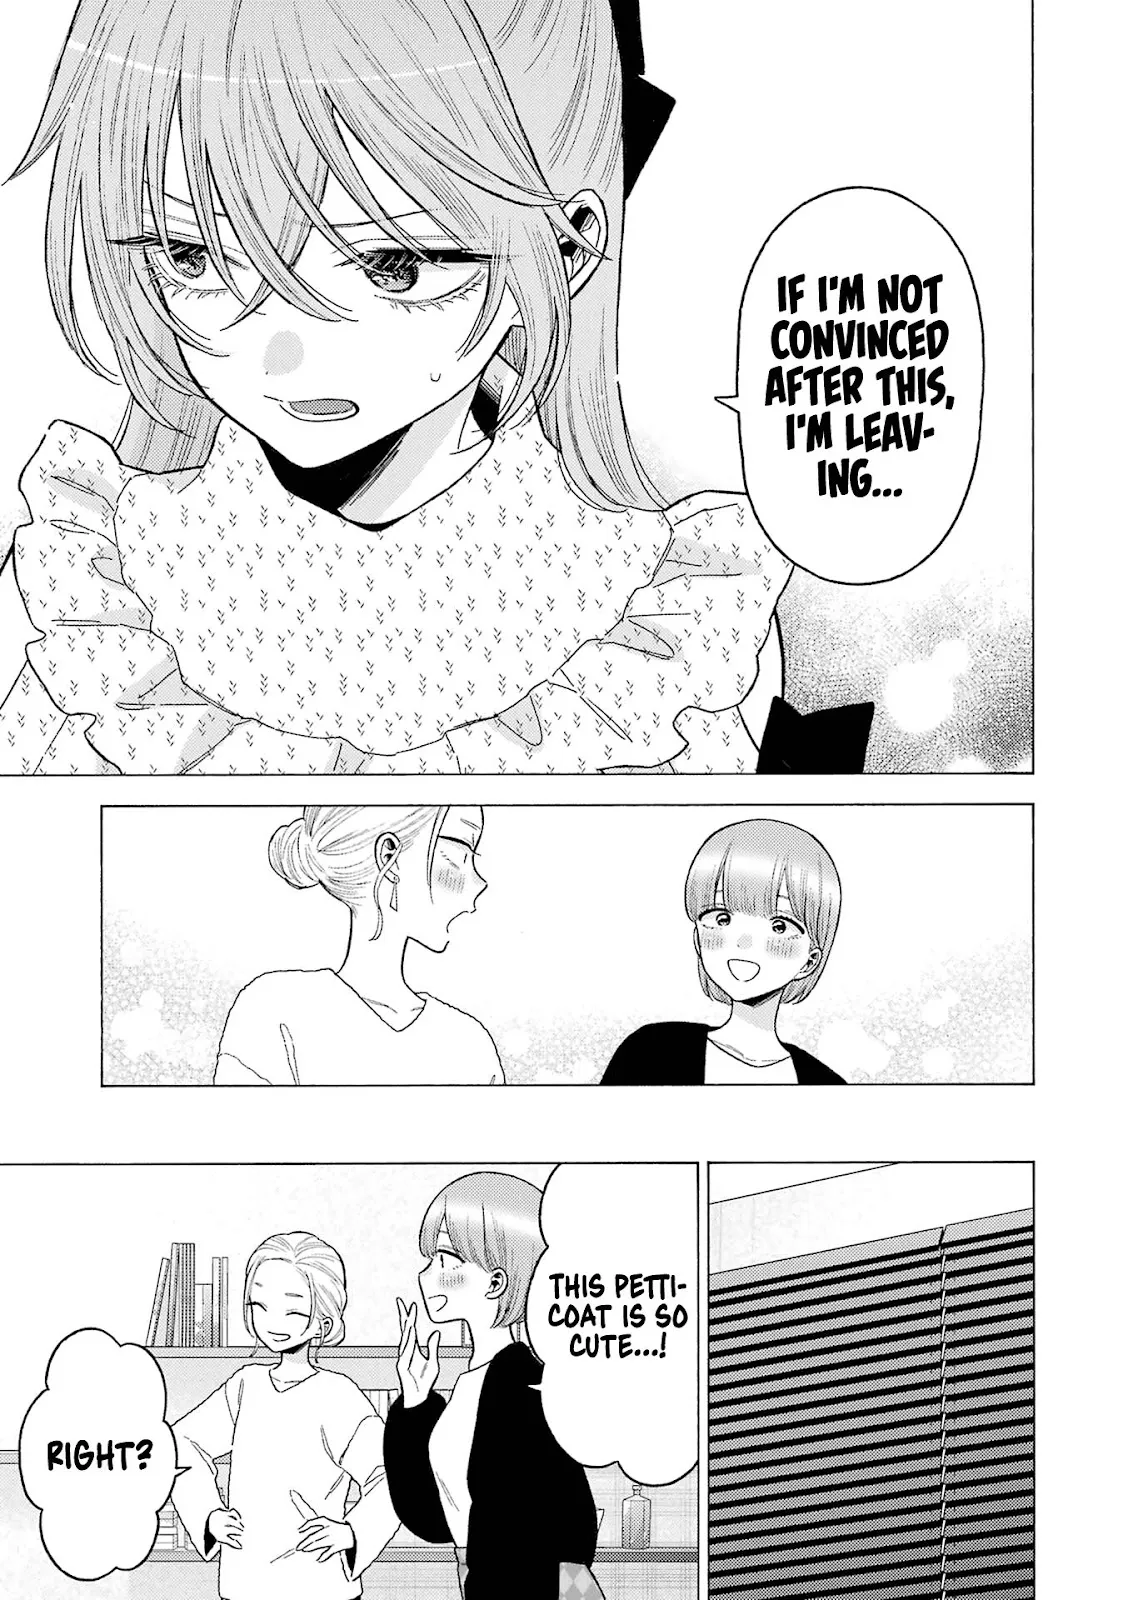 IF I'M NOT
CONVINCED
AFTER THIS,
I'M LEAV-
ING...
THIS PETTI-
COAT IS SO
CUTE...!
RIGHT?